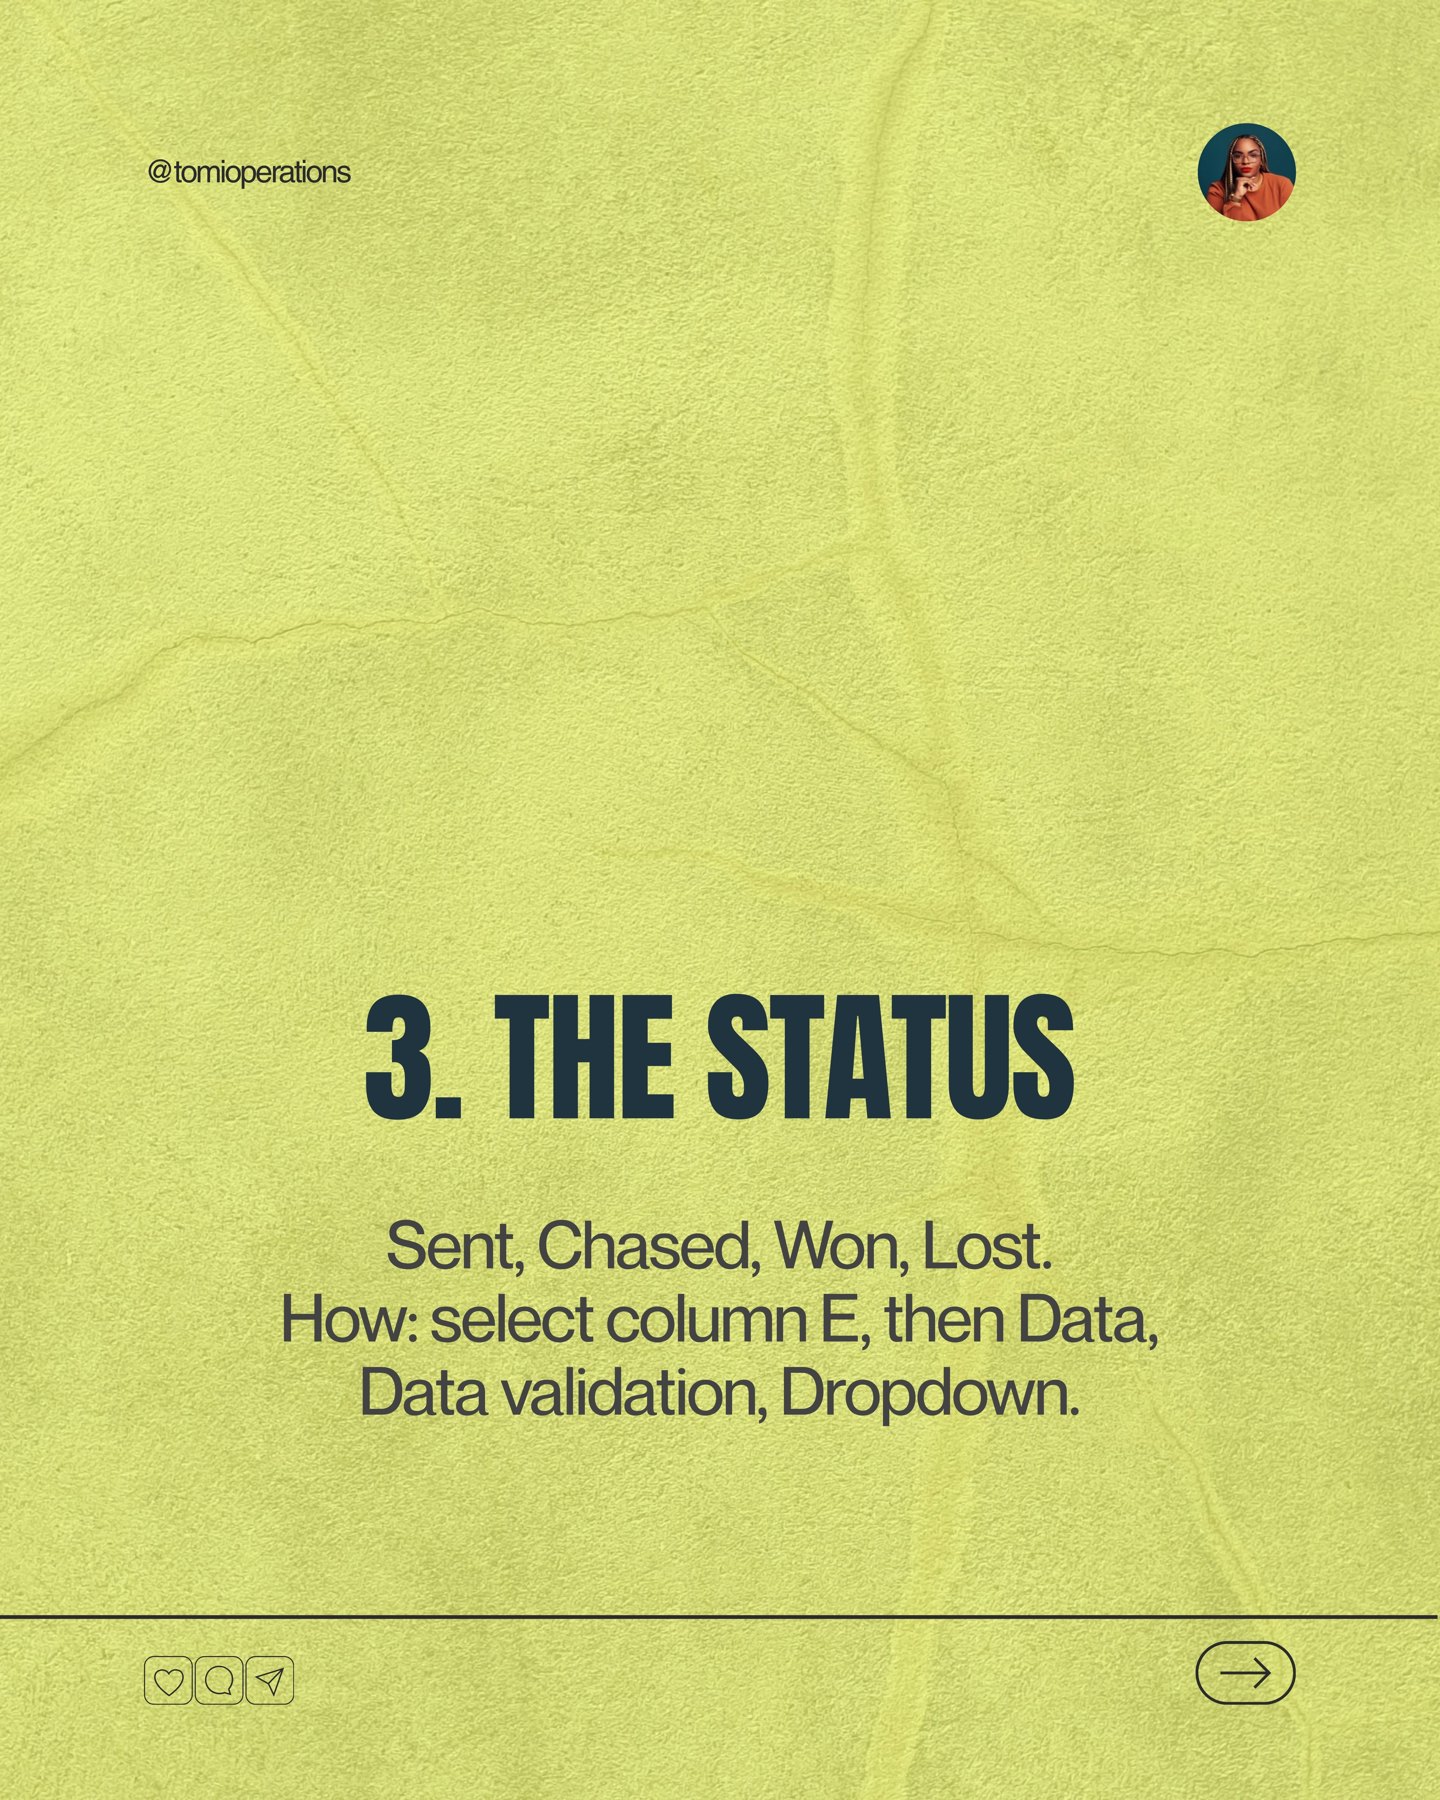 @tomioperations
3. THE STATUS
Sent, Chased, Won, Lost.
How: select column E, then Data,
Data validation, Dropdown.